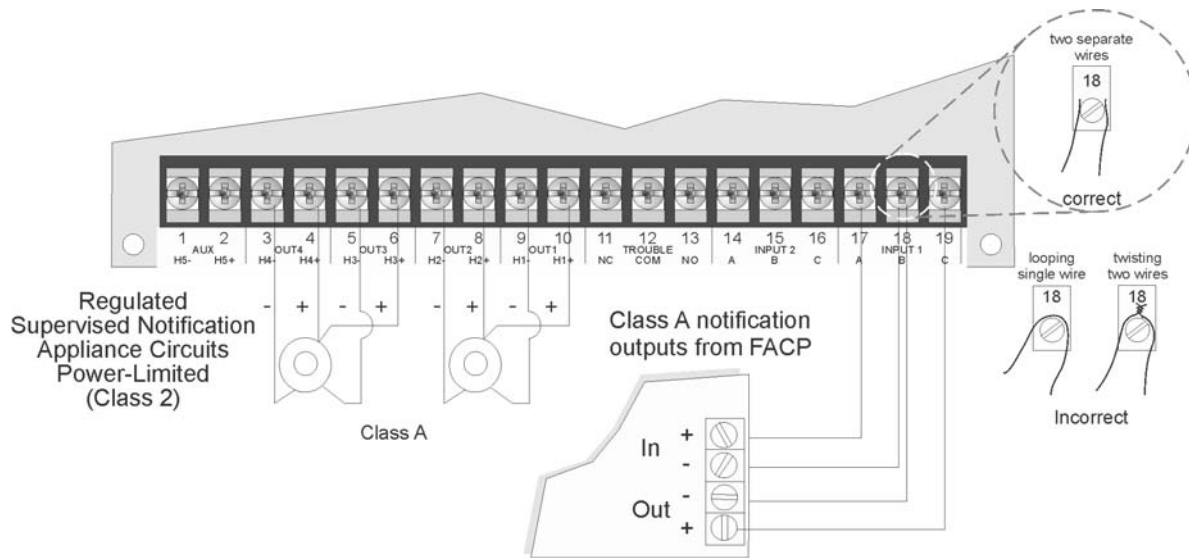 two separate
wires
18
correct
1 2 3 4 5 6 7 8 9 10 11 12 13 14 15 16 17 18 19
AUX OUT4 OUT3 OUT2 OUT1 TROUBLE INPUT 2 INPUT 1
H5- H5+ H4- H4+ H3- H3+ H2- H2+ H1- H1+ NC COM NO A B C A B C
looping
single wire
18
twisting
two wires
18
Incorrect
- + - + - + - +
Regulated
Supervised Notification
Appliance Circuits
Power-Limited
(Class 2)
Class A
Class A notification
outputs from FACP
In + -
Out - +